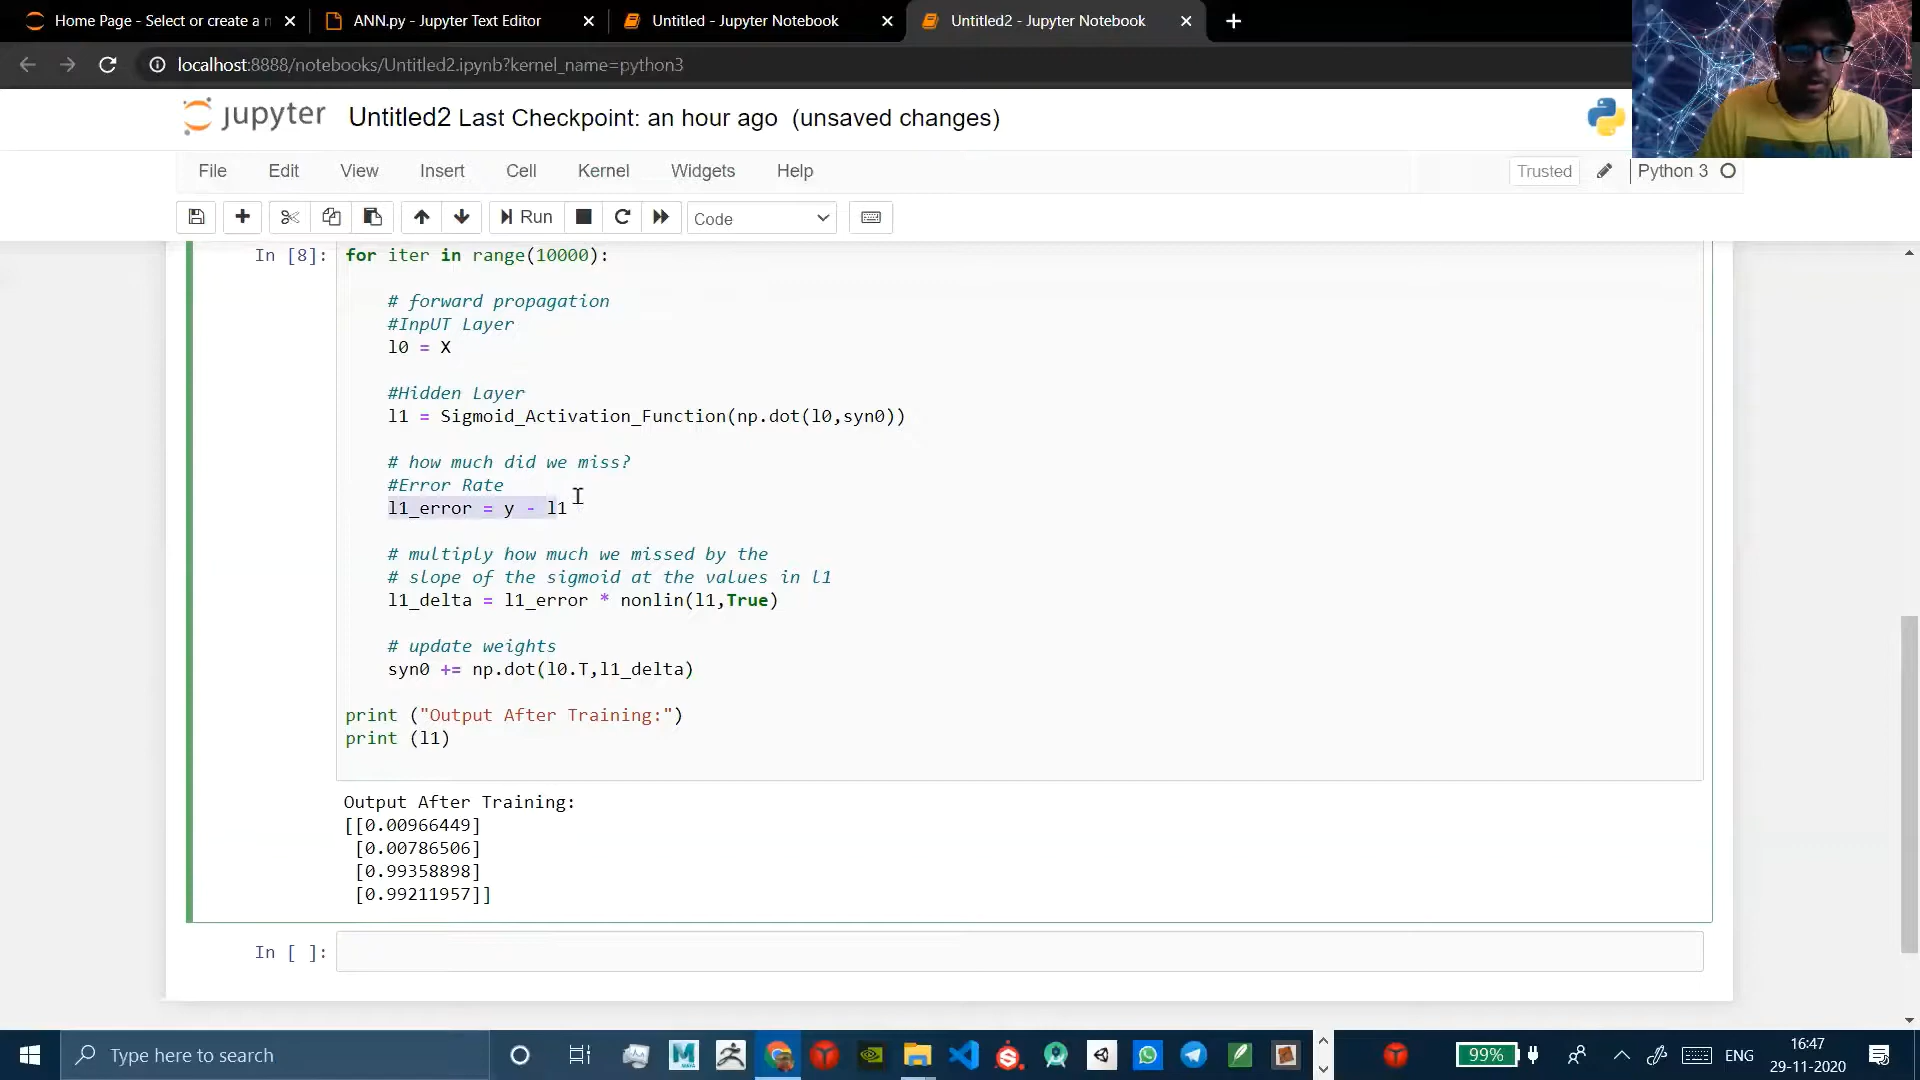 Home Page - Select or create a n
ANN.py - Jupyter Text Editor
Untitled - Jupyter Notebook
Untitled2 - Jupyter Notebook
localhost:8888/notebooks/Untitled2.ipynb?kernel_name=python3
jupyter Untitled2 Last Checkpoint: an hour ago (unsaved changes)
File Edit View Insert Cell Kernel Widgets Help Trusted Python 3
Run Code
In [8]: for iter in range(10000):
# forward propagation
#InpUT Layer
l0 = X
#Hidden Layer
l1 = Sigmoid_Activation_Function(np.dot(l0,syn0))
# how much did we miss?
#Error Rate
l1_error = y - l1
# multiply how much we missed by the
# slope of the sigmoid at the values in l1
l1_delta = l1_error * nonlin(l1,True)
# update weights
syn0 += np.dot(l0.T,l1_delta)
print ("Output After Training:")
print (l1)
Output After Training:
[[0.00966449]
[0.00786506]
[0.99358898]
[0.99211957]]
In [ ]:
Type here to search
99%
ENG
16:47
29-11-2020